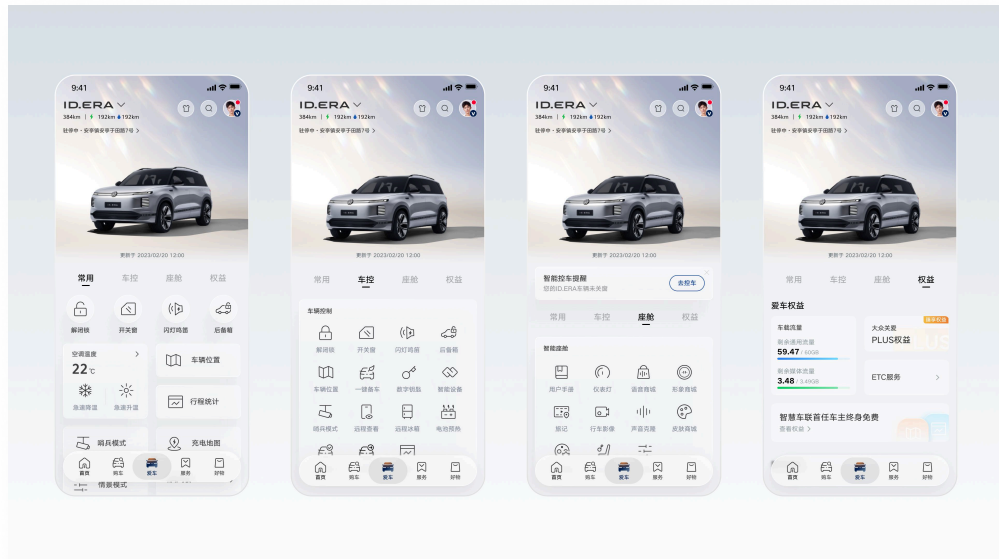 9:41
ID.ERA
384km | 192km 192km
驻停中·安亭镇安亭于田路7号
更新于 2023/02/20 12:00
常用 车控 座舱 权益
解闭锁 开关窗 闪灯鸣笛 后备箱
空调温度
22℃
急速降温 急速升温
车辆位置
行程统计
哨兵模式
充电地图
首页 购车 爱车 服务 好物
情景模式
9:41
ID.ERA
384km | 192km 192km
驻停中·安亭镇安亭于田路7号
更新于 2023/02/20 12:00
常用 车控 座舱 权益
车辆控制
解闭锁 开关窗 闪灯鸣笛 后备箱
车辆位置 一键备车 数字钥匙 智能设备
哨兵模式 远程查看 远程冰箱 电池预热
首页 购车 爱车 服务 好物
9:41
ID.ERA
384km | 192km 192km
驻停中·安亭镇安亭于田路7号
更新于 2023/02/20 12:00
智能控车提醒
您的ID.ERA车辆未关窗
去控车
常用 车控 座舱 权益
智能座舱
用户手册 仪表灯 语音商城 形象商城
旅记 行车影像 声音克隆 皮肤商城
首页 购车 爱车 服务 好物
9:41
ID.ERA
384km | 192km 192km
驻停中·安亭镇安亭于田路7号
更新于 2023/02/20 12:00
常用 车控 座舱 权益
爱车权益
车载流量
剩余通用流量
59.47 / 60GB
剩余媒体流量
3.48 / 3.49GB
大众关爱
PLUS权益
ETC服务
智慧车联首任车主终身免费
查看权益
首页 购车 爱车 服务 好物